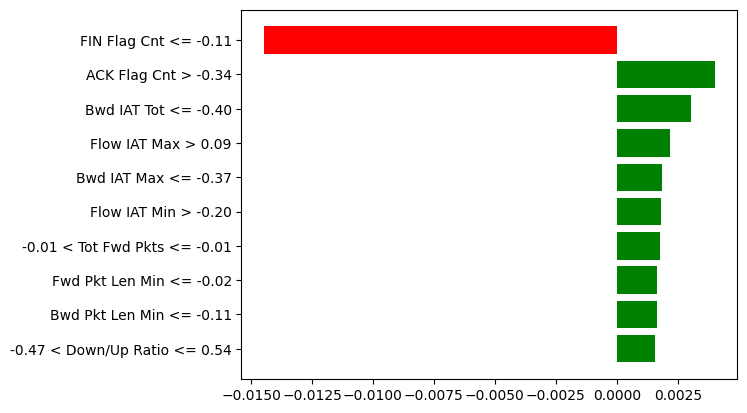 FIN Flag Cnt <= -0.11
ACK Flag Cnt > -0.34
Bwd IAT Tot <= -0.40
Flow IAT Max > 0.09
Bwd IAT Max <= -0.37
Flow IAT Min > -0.20
-0.01 < Tot Fwd Pkts <= -0.01
Fwd Pkt Len Min <= -0.02
Bwd Pkt Len Min <= -0.11
-0.47 < Down/Up Ratio <= 0.54
−0.0150 −0.0125 −0.0100 −0.0075 −0.0050 −0.0025 0.0000 0.0025